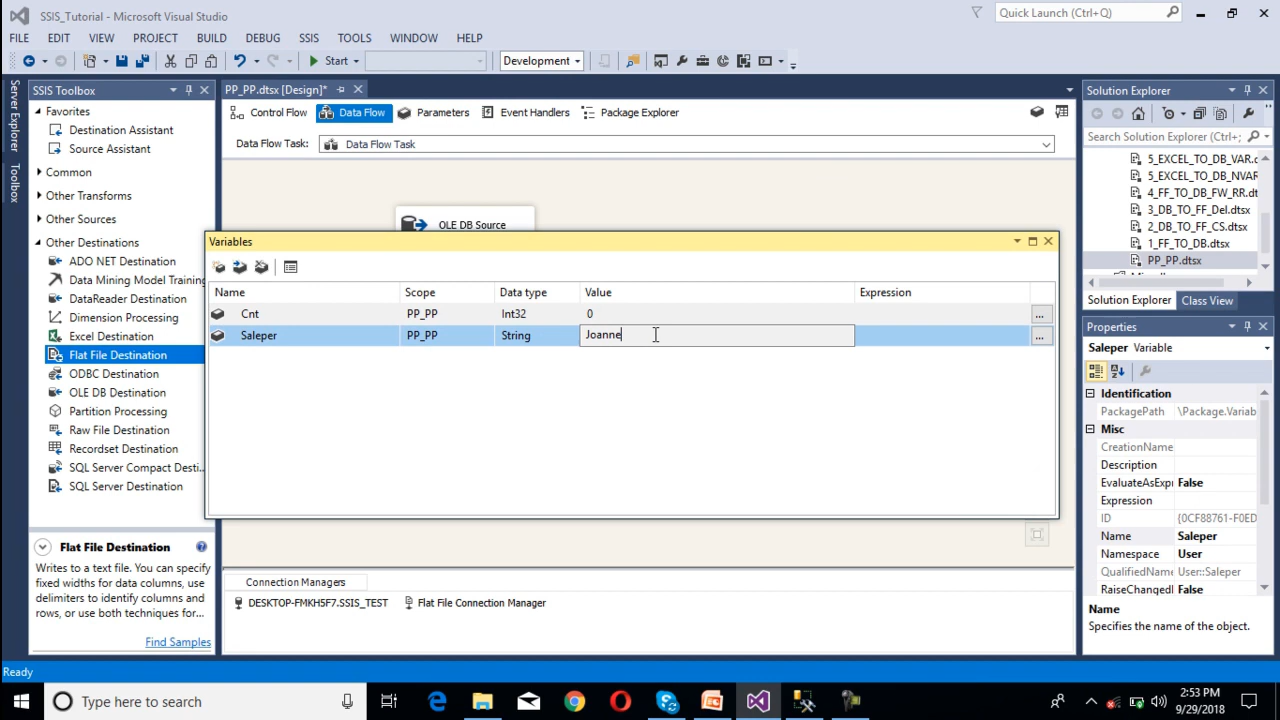 SSIS_Tutorial - Microsoft Visual Studio
Quick Launch (Ctrl+Q)
FILE EDIT VIEW PROJECT BUILD DEBUG SSIS TOOLS WINDOW HELP
Start Development
Server Explorer
Toolbox
SSIS Toolbox
Favorites
Destination Assistant
Source Assistant
Common
Other Transforms
Other Sources
Other Destinations
ADO NET Destination
Data Mining Model Training
DataReader Destination
Dimension Processing
Excel Destination
Flat File Destination
ODBC Destination
OLE DB Destination
Partition Processing
Raw File Destination
Recordset Destination
SQL Server Compact Desti...
SQL Server Destination
Flat File Destination
Writes to a text file. You can specify
fixed widths for data columns, use
delimiters to identify columns and
rows, or use both techniques for...
Find Samples
PP_PP.dtsx [Design]*
Control Flow Data Flow Parameters Event Handlers Package Explorer
Data Flow Task: Data Flow Task
OLE DB Source
Variables
Name Scope Data type Value Expression
Cnt PP_PP Int32 0 ...
Saleper PP_PP String Joanne ...
Connection Managers
DESKTOP-FMKH5F7.SSIS_TEST Flat File Connection Manager
Solution Explorer
Search Solution Explorer (Ctrl+;
5_EXCEL_TO_DB_VAR.d
5_EXCEL_TO_DB_NVAR
4_FF_TO_DB_FW_RR.dt
3_DB_TO_FF_Del.dtsx
2_DB_TO_FF_CS.dtsx
1_FF_TO_DB.dtsx
PP_PP.dtsx
Solution Explorer Class View
Properties
Saleper Variable
Identification
PackagePath \Package.Variab
Misc
CreationName
Description
EvaluateAsExpr False
Expression
ID {0CF88761-F0ED
Name Saleper
Namespace User
QualifiedName User::Saleper
RaiseChangedE False
Name
Specifies the name of the object.
Ready
Type here to search
2:53 PM
9/29/2018